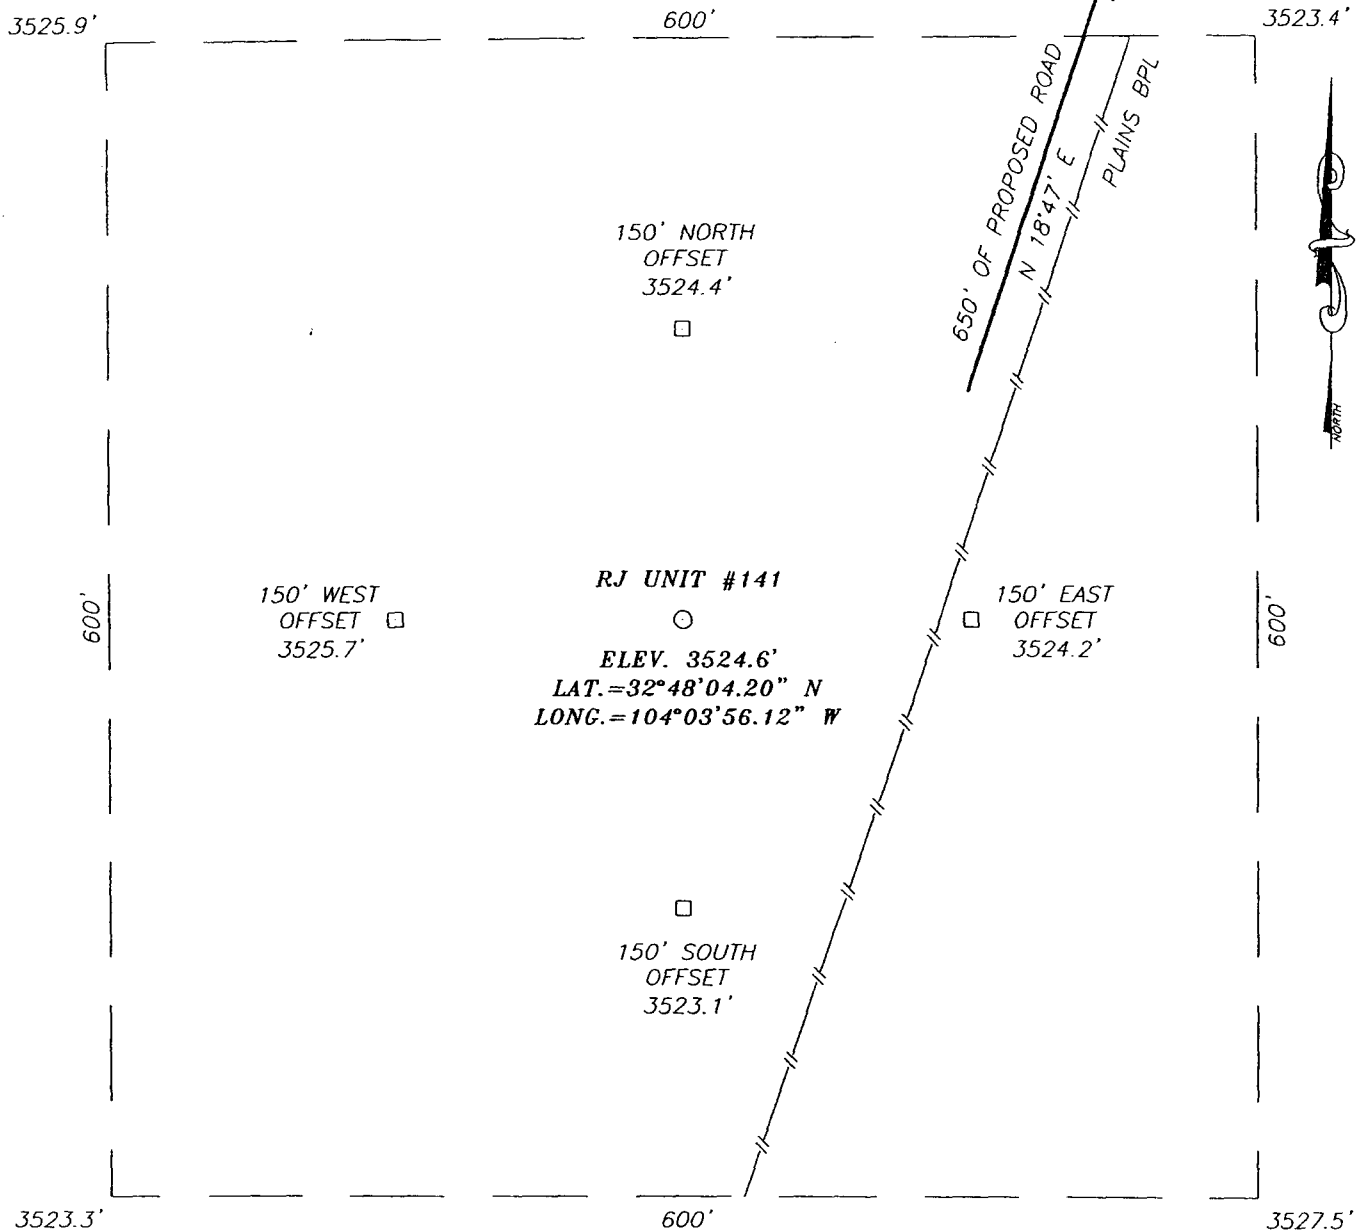 3525.9'
600'
3523.4'
650' OF PROPOSED ROAD
N 18°47' E
PLAINS BPL
150' NORTH
OFFSET
3524.4'
NORTH
600'
150' WEST
OFFSET
3525.7'
RJ UNIT #141
ELEV. 3524.6'
LAT.=32°48'04.20" N
LONG.=104°03'56.12" W
150' EAST
OFFSET
3524.2'
600'
150' SOUTH
OFFSET
3523.1'
3523.3'
600'
3527.5'